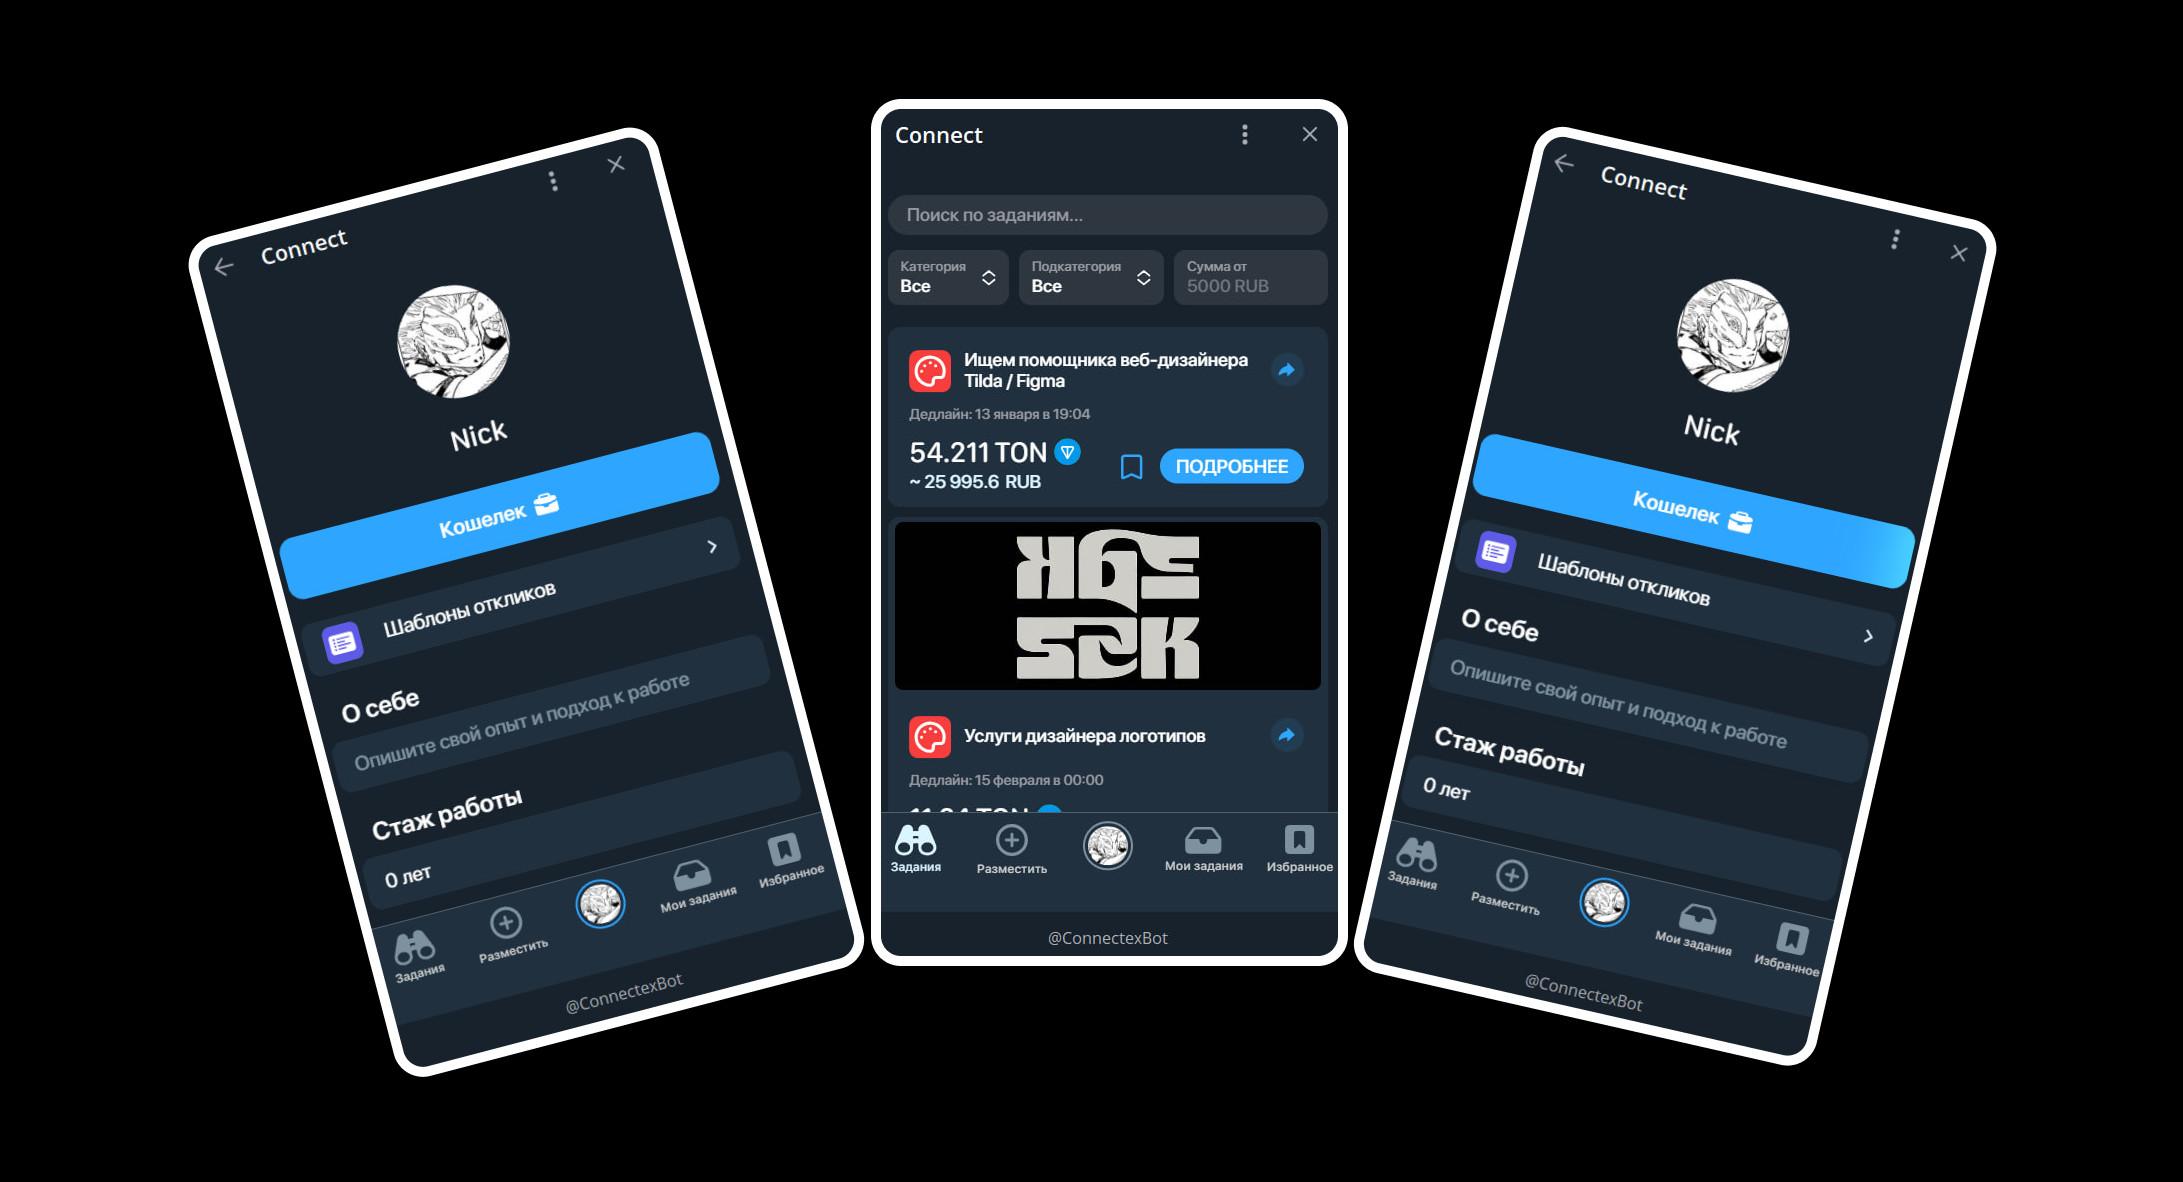 Connect
Nick
Кошелек
Шаблоны откликов
О себе
Опишите свой опыт и подход к работе
Стаж работы
0 лет
Задания
Разместить
Мои задания
Избранное
@ConnectexBot
Connect
Поиск по заданиям...
Категория
Все
Подкатегория
Все
Сумма от
5000 RUB
Ищем помощника веб-дизайнера
Tilda / Figma
Дедлайн: 13 января в 19:04
54.211 TON
~ 25 995.6 RUB
ПОДРОБНЕЕ
Услуги дизайнера логотипов
Дедлайн: 15 февраля в 00:00
Задания
Разместить
Мои задания
Избранное
@ConnectexBot
Connect
Nick
Кошелек
Шаблоны откликов
О себе
Опишите свой опыт и подход к работе
Стаж работы
0 лет
Задания
Разместить
Мои задания
Избранное
@ConnectexBot